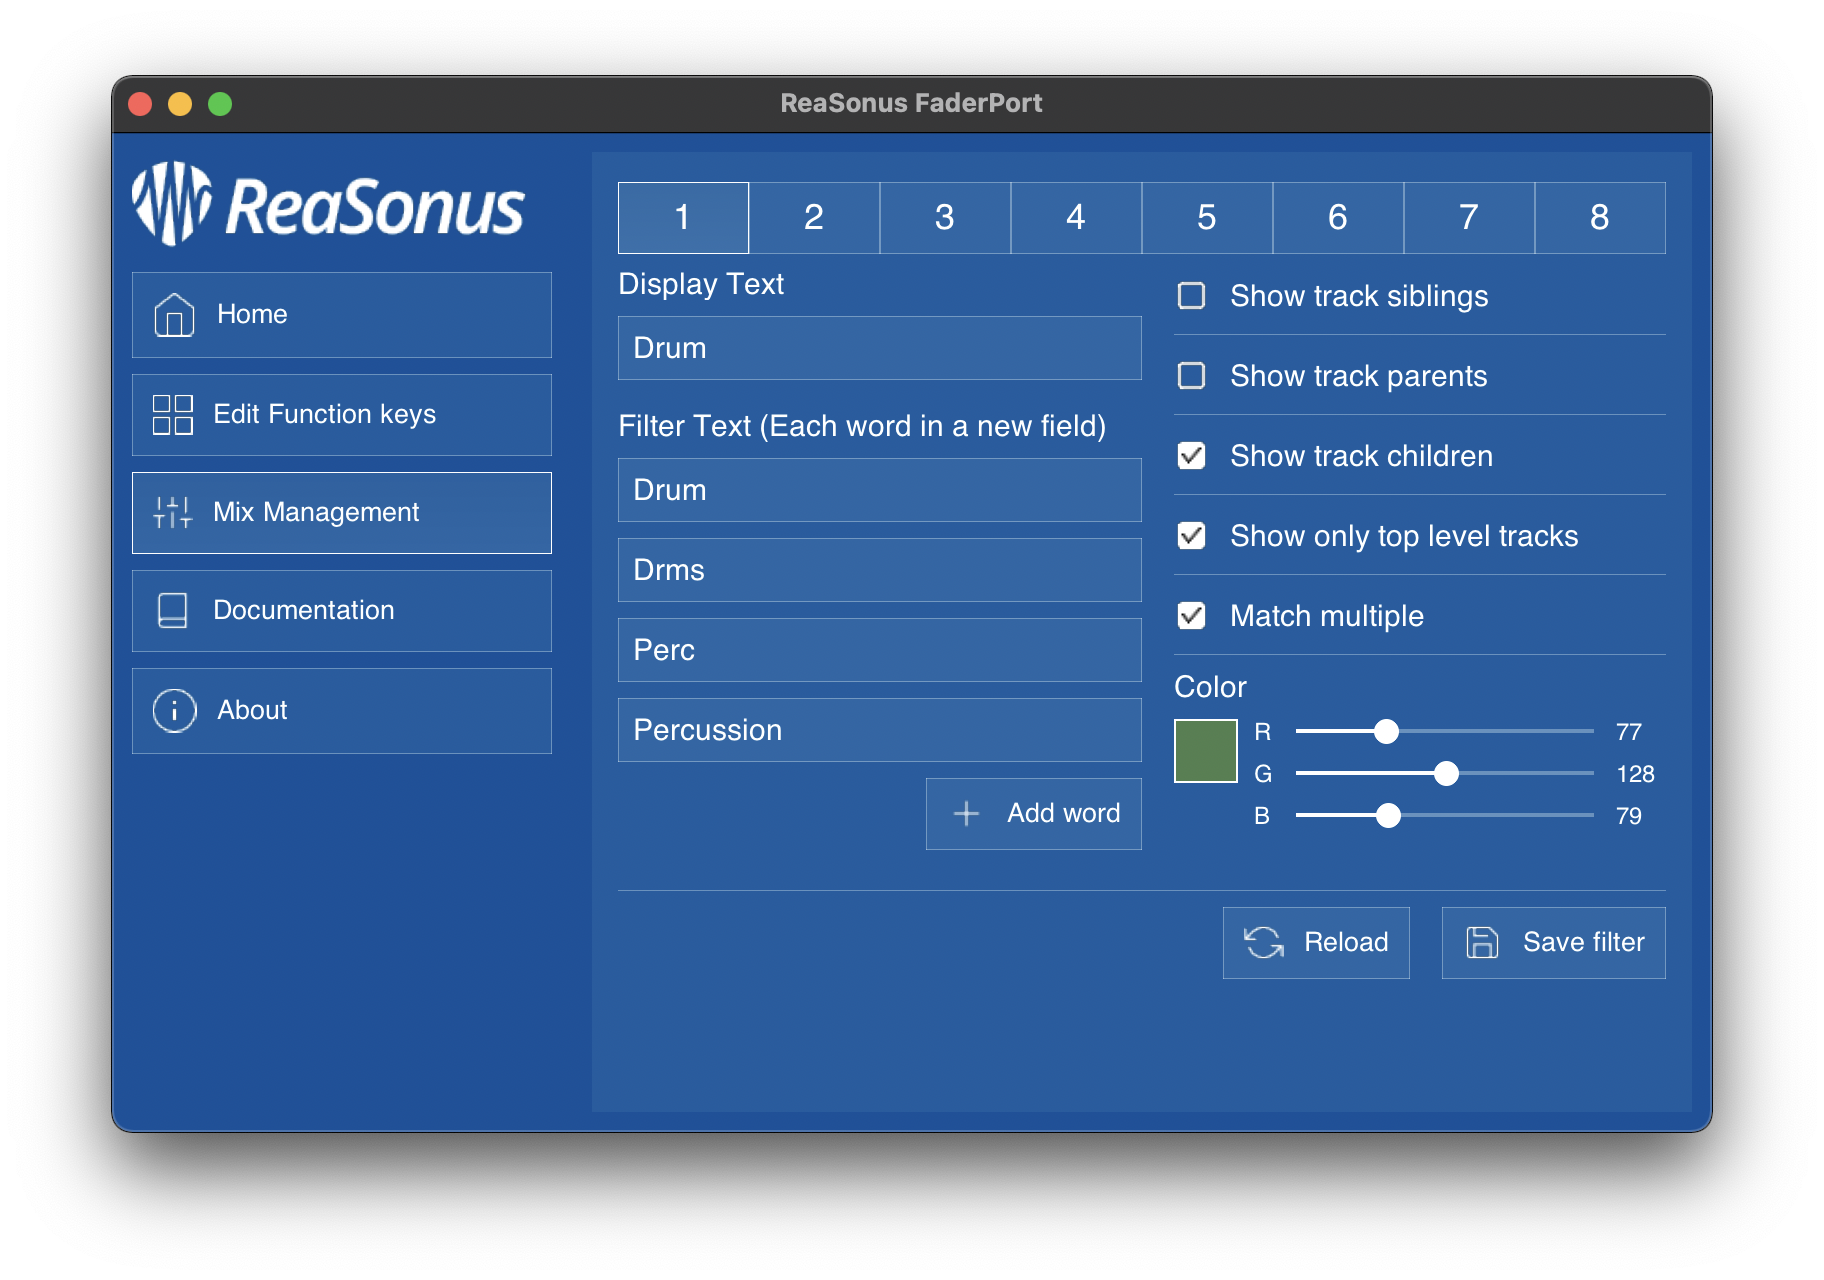 ReaSonus FaderPort
ReaSonus
Home
Edit Function keys
Mix Management
Documentation
About
1 2 3 4 5 6 7 8
Display Text
Drum
Filter Text (Each word in a new field)
Drum
Drms
Perc
Percussion
Add word
Show track siblings
Show track parents
Show track children
Show only top level tracks
Match multiple
Color
R 77
G 128
B 79
Reload
Save filter